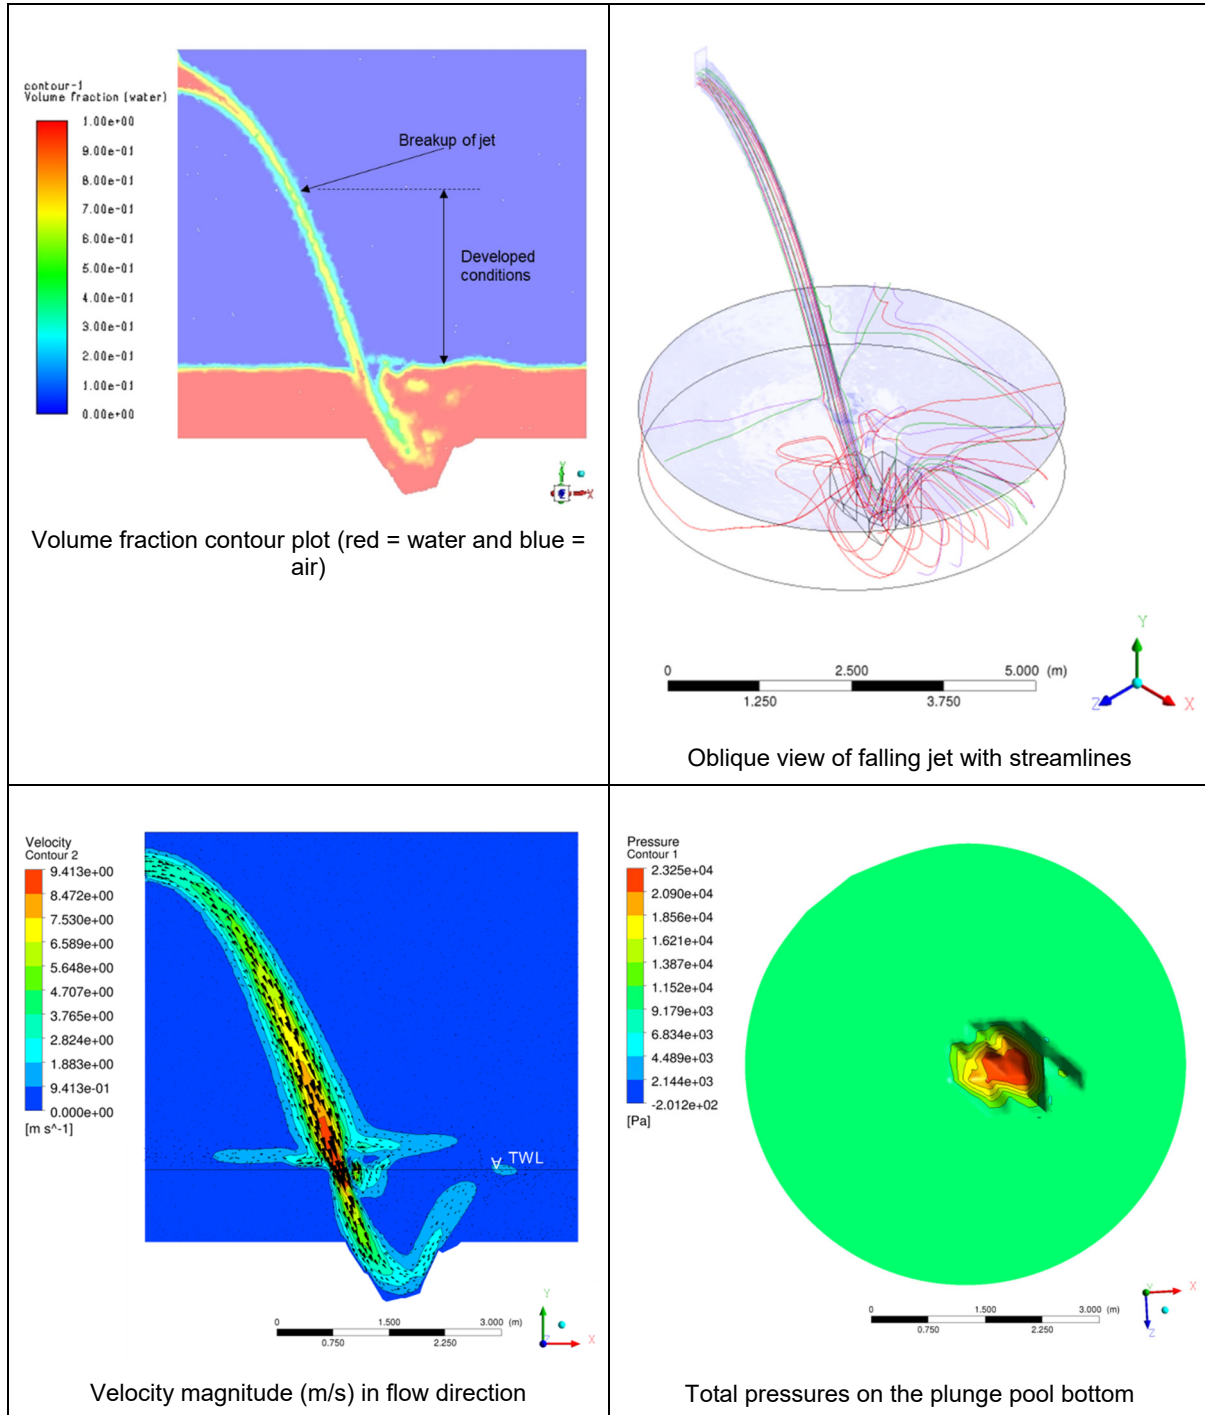 contour-1
Volume fraction (water)
1.00e+00
9.00e-01
8.00e-01
7.00e-01
6.00e-01
5.00e-01
4.00e-01
3.00e-01
2.00e-01
1.00e-01
0.00e+00
Breakup of jet
Developed
conditions
Y
Z
X
Volume fraction contour plot (red = water and blue =
air)
0 2.500 5.000 (m)
1.250 3.750
Y
Z
X
Oblique view of falling jet with streamlines
Velocity
Contour 2
9.413e+00
8.472e+00
7.530e+00
6.589e+00
5.648e+00
4.707e+00
3.765e+00
2.824e+00
1.883e+00
9.413e-01
0.000e+00
[m s^-1]
TWL
0 1.500 3.000 (m)
0.750 2.250
Y
Z
X
Velocity magnitude (m/s) in flow direction
Pressure
Contour 1
2.325e+04
2.090e+04
1.856e+04
1.621e+04
1.387e+04
1.152e+04
9.179e+03
6.834e+03
4.489e+03
2.144e+03
-2.012e+02
[Pa]
0 1.500 3.000 (m)
0.750 2.250
Y
X
Z
Total pressures on the plunge pool bottom